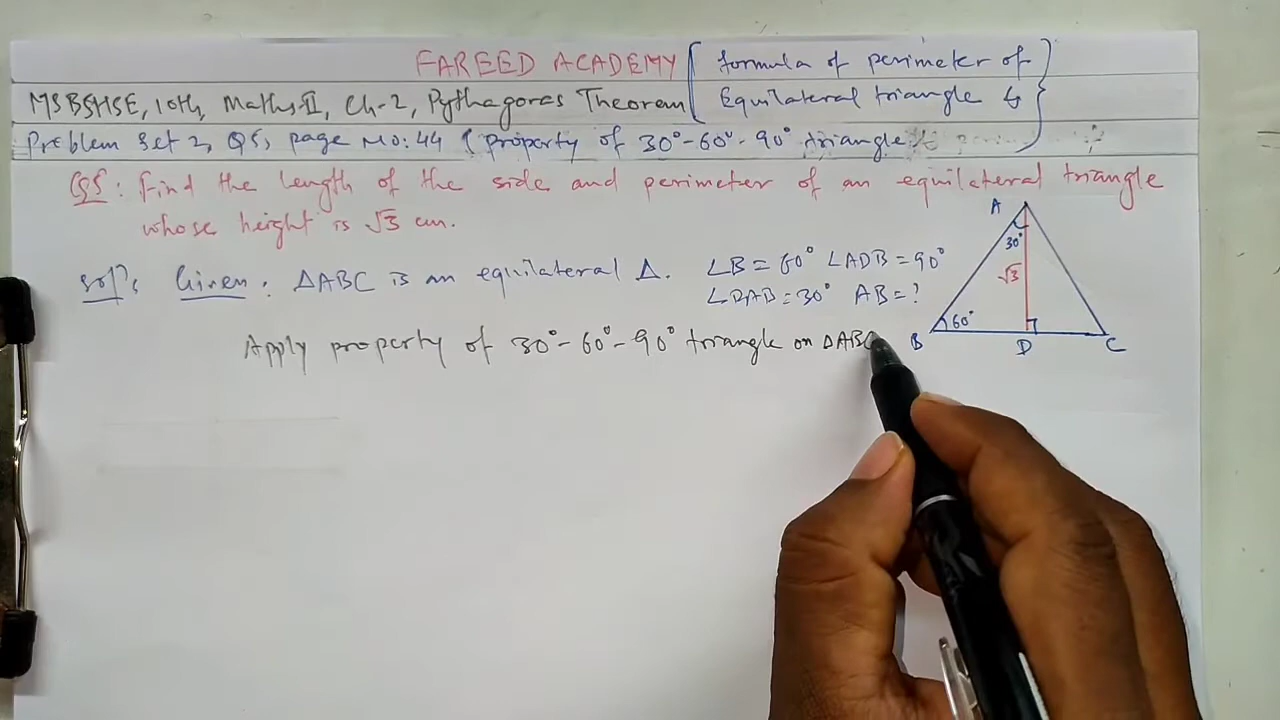 FAREED ACADEMY
formula of perimeter of
Equilateral triangle
MSBSHSE, 10th, Maths-II, Ch-2, Pythagoras Theorem
Problem Set 2, Q5, page No: 44 (property of 30°-60°-90° triangle
Q5: Find the length of the side and perimeter of an equilateral triangle
whose height is √3 cm.
Solⁿ: Given: ΔABC is an equilateral Δ.
∠B = 60° ∠ADB = 90°
∠DAB = 30° AB = ?
Apply property of 30°-60°-90° triangle on ΔABC
A
30°
√3
60°
B D C